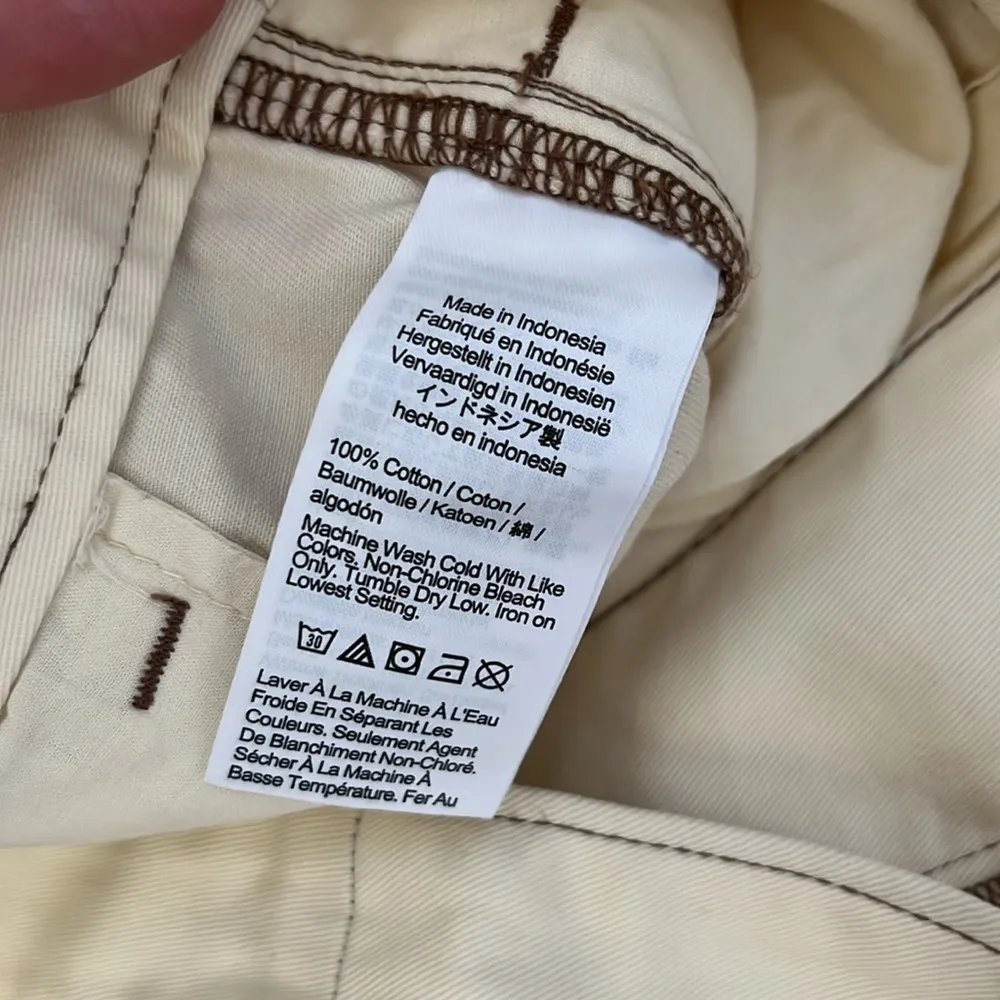 Made in Indonesia
Fabriqué en Indonésie
Hergestellt in Indonesien
Vervaardigd in Indonesië
インドネシア製
hecho en indonesia
100% Cotton / Coton /
Baumwolle / Katoen / 綿 /
algodón
Machine Wash Cold With Like
Colors. Non-Chlorine Bleach
Only. Tumble Dry Low. Iron on
Lowest Setting.
30
Laver À La Machine À L'Eau
Froide En Séparant Les
Couleurs. Seulement Agent
De Blanchiment Non-Chloré.
Sécher À La Machine À
Basse Température. Fer Au